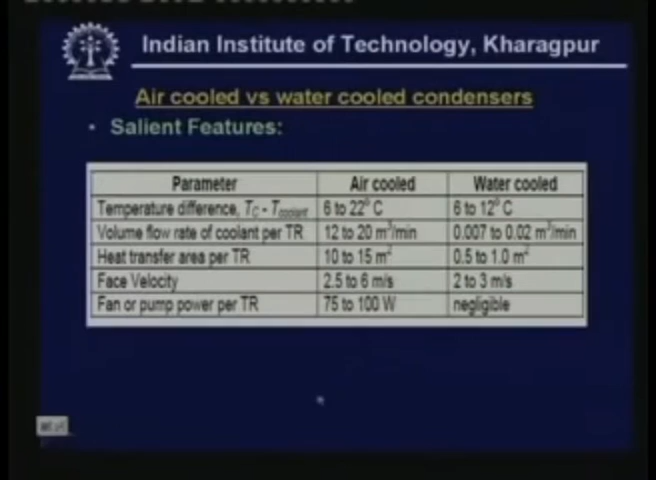 Indian Institute of Technology, Kharagpur
Air cooled vs water cooled condensers
• Salient Features:
Parameter Air cooled Water cooled
Temperature difference, T_C - T_coolant 6 to 22⁰ C 6 to 12⁰ C
Volume flow rate of coolant per TR 12 to 20 m³/min 0.007 to 0.02 m³/min
Heat transfer area per TR 10 to 15 m² 0.5 to 1.0 m²
Face Velocity 2.5 to 6 m/s 2 to 3 m/s
Fan or pump power per TR 75 to 100 W negligible